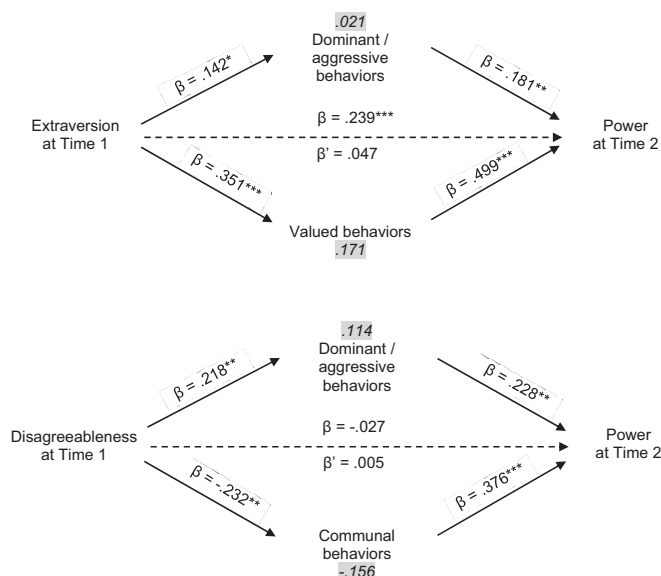 .021
Dominant /
aggressive
behaviors
β = .142*
β = .181**
Extraversion
at Time 1
β = .239***
β' = .047
Power
at Time 2
β = .351***
β = .499***
Valued behaviors
.171
.114
Dominant /
aggressive
behaviors
β = .218**
β = .228**
Disagreeableness
at Time 1
β = -.027
β' = .005
Power
at Time 2
β = -.232**
β = .376***
Communal
behaviors
-.156